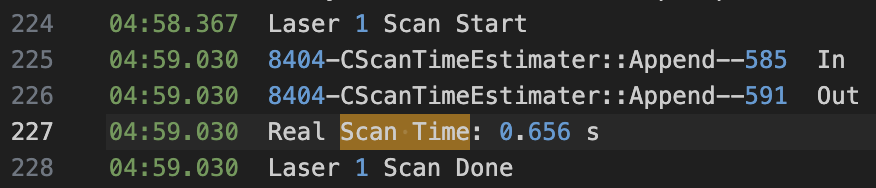 224 04:58.367 Laser 1 Scan Start
225 04:59.030 8404-CScanTimeEstimater::Append--585 In
226 04:59.030 8404-CScanTimeEstimater::Append--591 Out
227 04:59.030 Real Scan Time: 0.656 s
228 04:59.030 Laser 1 Scan Done